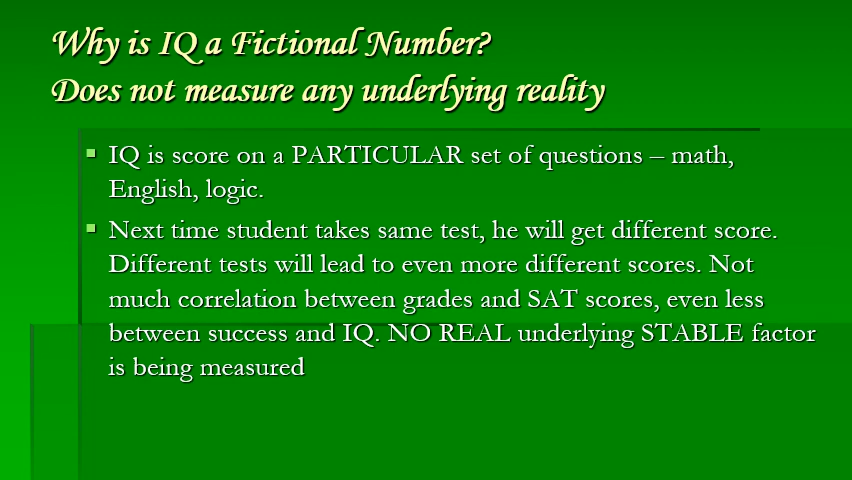 Why is IQ a Fictional Number?
Does not measure any underlying reality
IQ is score on a PARTICULAR set of questions – math,
English, logic.
Next time student takes same test, he will get different score.
Different tests will lead to even more different scores. Not
much correlation between grades and SAT scores, even less
between success and IQ. NO REAL underlying STABLE factor
is being measured